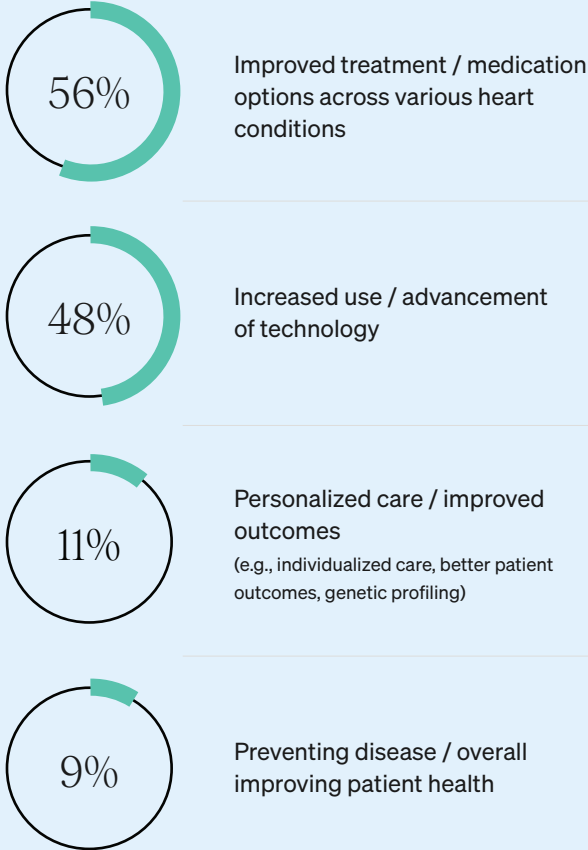 56%
Improved treatment / medication
options across various heart
conditions
48%
Increased use / advancement
of technology
11%
Personalized care / improved
outcomes
(e.g., individualized care, better patient
outcomes, genetic profiling)
9%
Preventing disease / overall
improving patient health